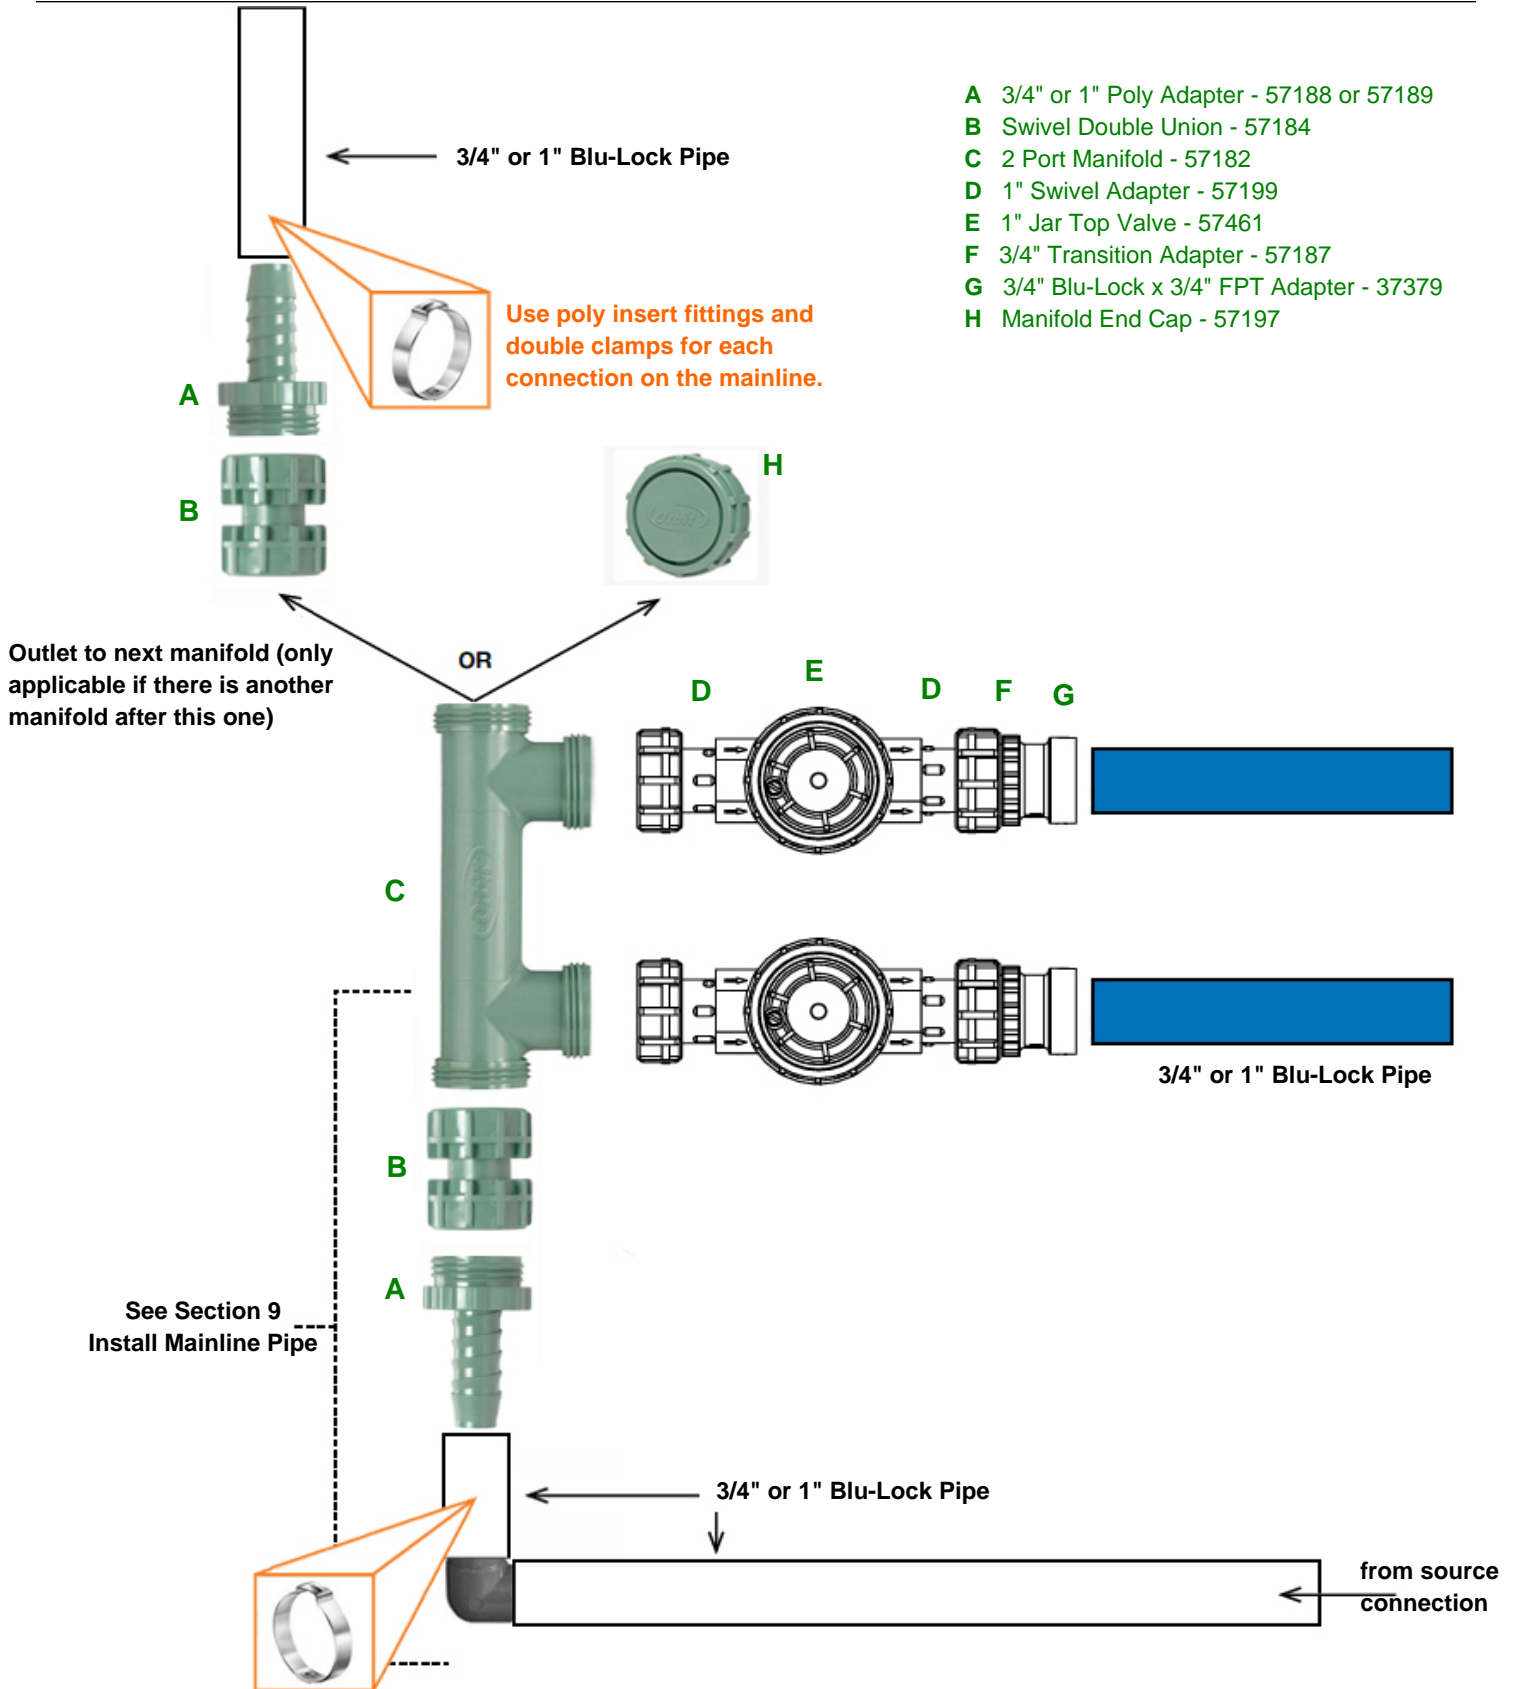 3/4" or 1" Blu-Lock Pipe
A 3/4" or 1" Poly Adapter - 57188 or 57189
B Swivel Double Union - 57184
C 2 Port Manifold - 57182
D 1" Swivel Adapter - 57199
E 1" Jar Top Valve - 57461
F 3/4" Transition Adapter - 57187
G 3/4" Blu-Lock x 3/4" FPT Adapter - 37379
H Manifold End Cap - 57197
Use poly insert fittings and
double clamps for each
connection on the mainline.
A
B
H
Orbit
Outlet to next manifold (only
applicable if there is another
manifold after this one)
OR
D
E
D
F
G
C
Orbit
3/4" or 1" Blu-Lock Pipe
B
A
See Section 9
Install Mainline Pipe
3/4" or 1" Blu-Lock Pipe
from source
connection